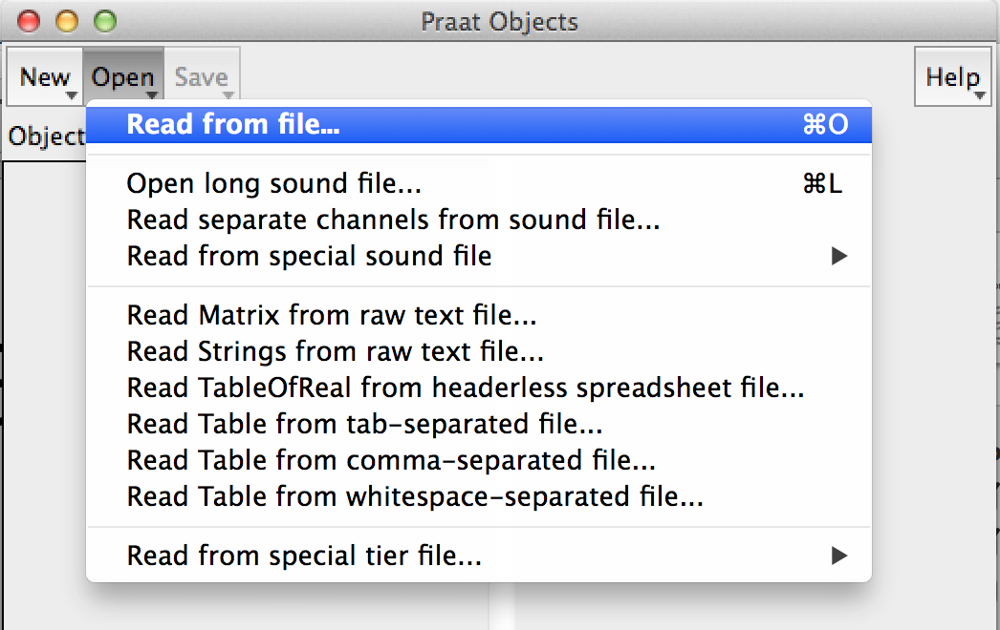 Praat Objects
New Open Save Help
Object
Read from file... ⌘O
Open long sound file... ⌘L
Read separate channels from sound file...
Read from special sound file
Read Matrix from raw text file...
Read Strings from raw text file...
Read TableOfReal from headerless spreadsheet file...
Read Table from tab-separated file...
Read Table from comma-separated file...
Read Table from whitespace-separated file...
Read from special tier file...